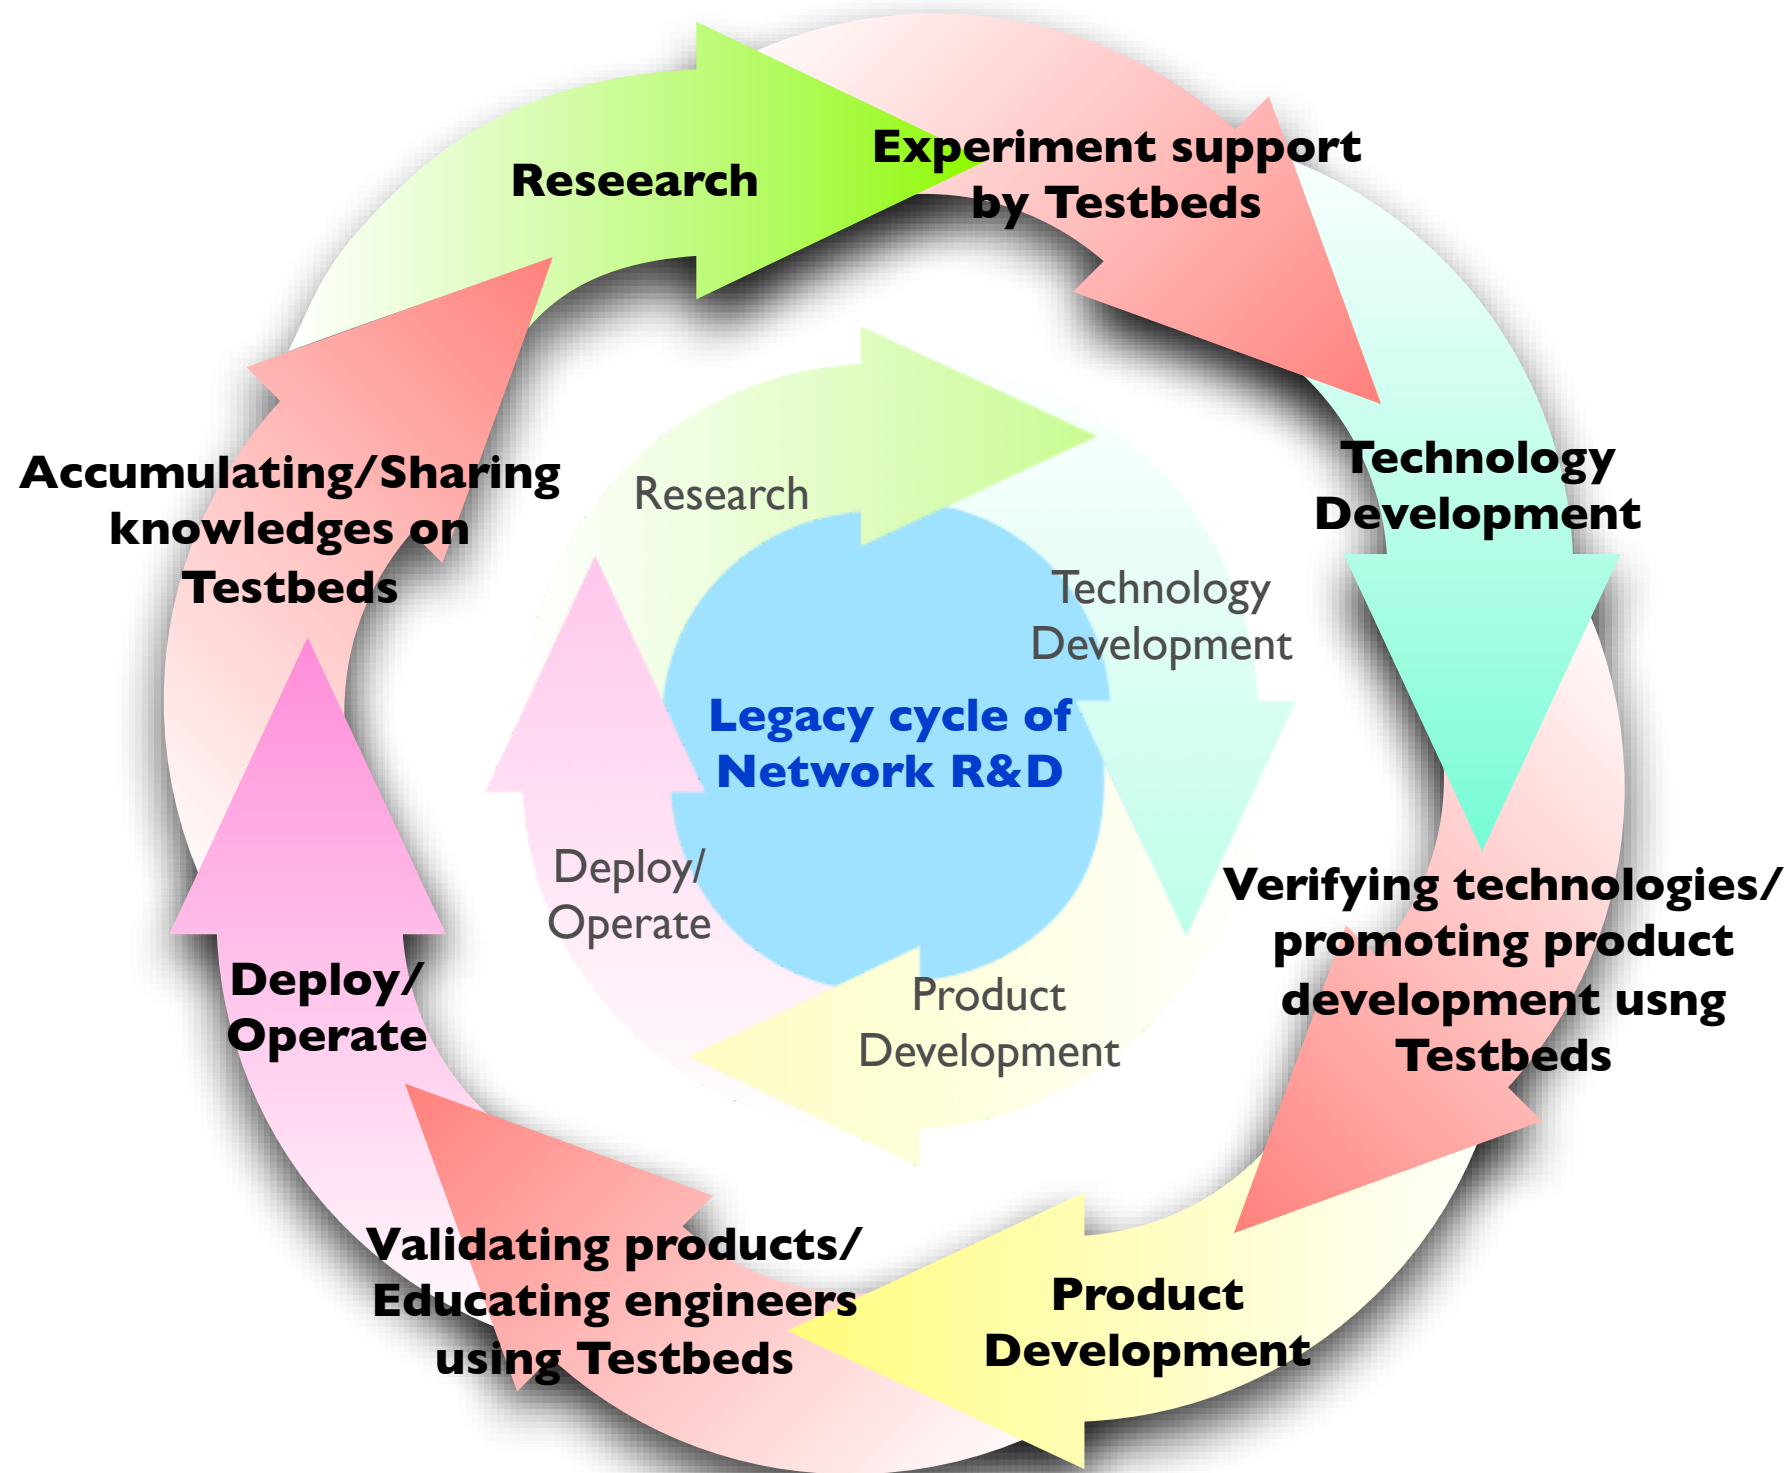 Reseearch
Experiment support
by Testbeds
Technology
Development
Verifying technologies/
promoting product
development usng
Testbeds
Product
Development
Validating products/
Educating engineers
using Testbeds
Deploy/
Operate
Accumulating/Sharing
knowledges on
Testbeds
Research
Technology
Development
Product
Development
Deploy/
Operate
Legacy cycle of
Network R&D